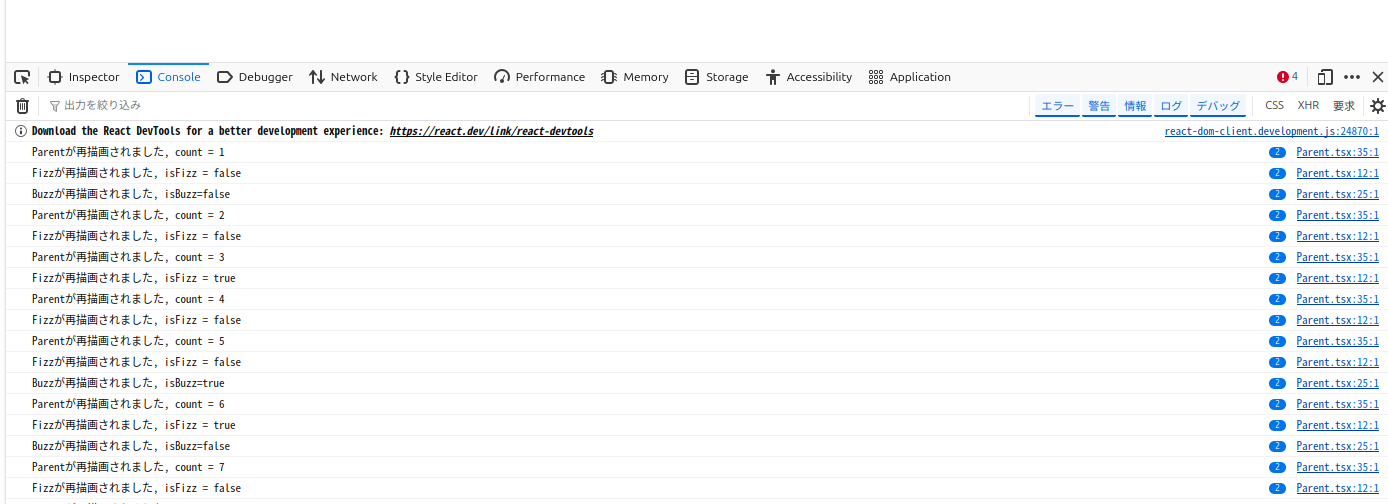 Inspector Console Debugger Network Style Editor Performance Memory Storage Accessibility Application 4
出力を絞り込み エラー 警告 情報 ログ デバッグ CSS XHR 要求
Download the React DevTools for a better development experience: https://react.dev/link/react-devtools react-dom-client.development.js:24870:1
Parentが再描画されました, count = 1 2 Parent.tsx:35:1
Fizzが再描画されました, isFizz = false 2 Parent.tsx:12:1
Buzzが再描画されました, isBuzz=false 2 Parent.tsx:25:1
Parentが再描画されました, count = 2 2 Parent.tsx:35:1
Fizzが再描画されました, isFizz = false 2 Parent.tsx:12:1
Parentが再描画されました, count = 3 2 Parent.tsx:35:1
Fizzが再描画されました, isFizz = true 2 Parent.tsx:12:1
Parentが再描画されました, count = 4 2 Parent.tsx:35:1
Fizzが再描画されました, isFizz = false 2 Parent.tsx:12:1
Parentが再描画されました, count = 5 2 Parent.tsx:35:1
Fizzが再描画されました, isFizz = false 2 Parent.tsx:12:1
Buzzが再描画されました, isBuzz=true 2 Parent.tsx:25:1
Parentが再描画されました, count = 6 2 Parent.tsx:35:1
Fizzが再描画されました, isFizz = true 2 Parent.tsx:12:1
Buzzが再描画されました, isBuzz=false 2 Parent.tsx:25:1
Parentが再描画されました, count = 7 2 Parent.tsx:35:1
Fizzが再描画されました, isFizz = false 2 Parent.tsx:12:1